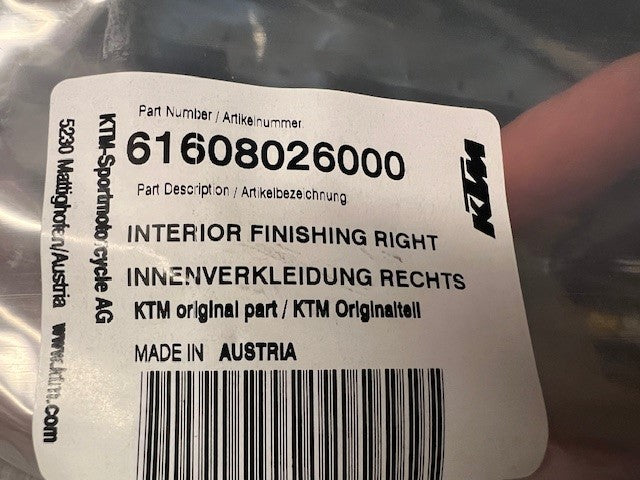 Part Number / Artikelnummer
61608026000
Part Description / Artikelbezeichnung
INTERIOR FINISHING RIGHT
INNENVERKLEIDUNG RECHTS
KTM original part / KTM Originalteil
MADE IN AUSTRIA
KTM
KTM-Sportmotorcycle AG
5230 Mattighofen/Austria www.ktm.com